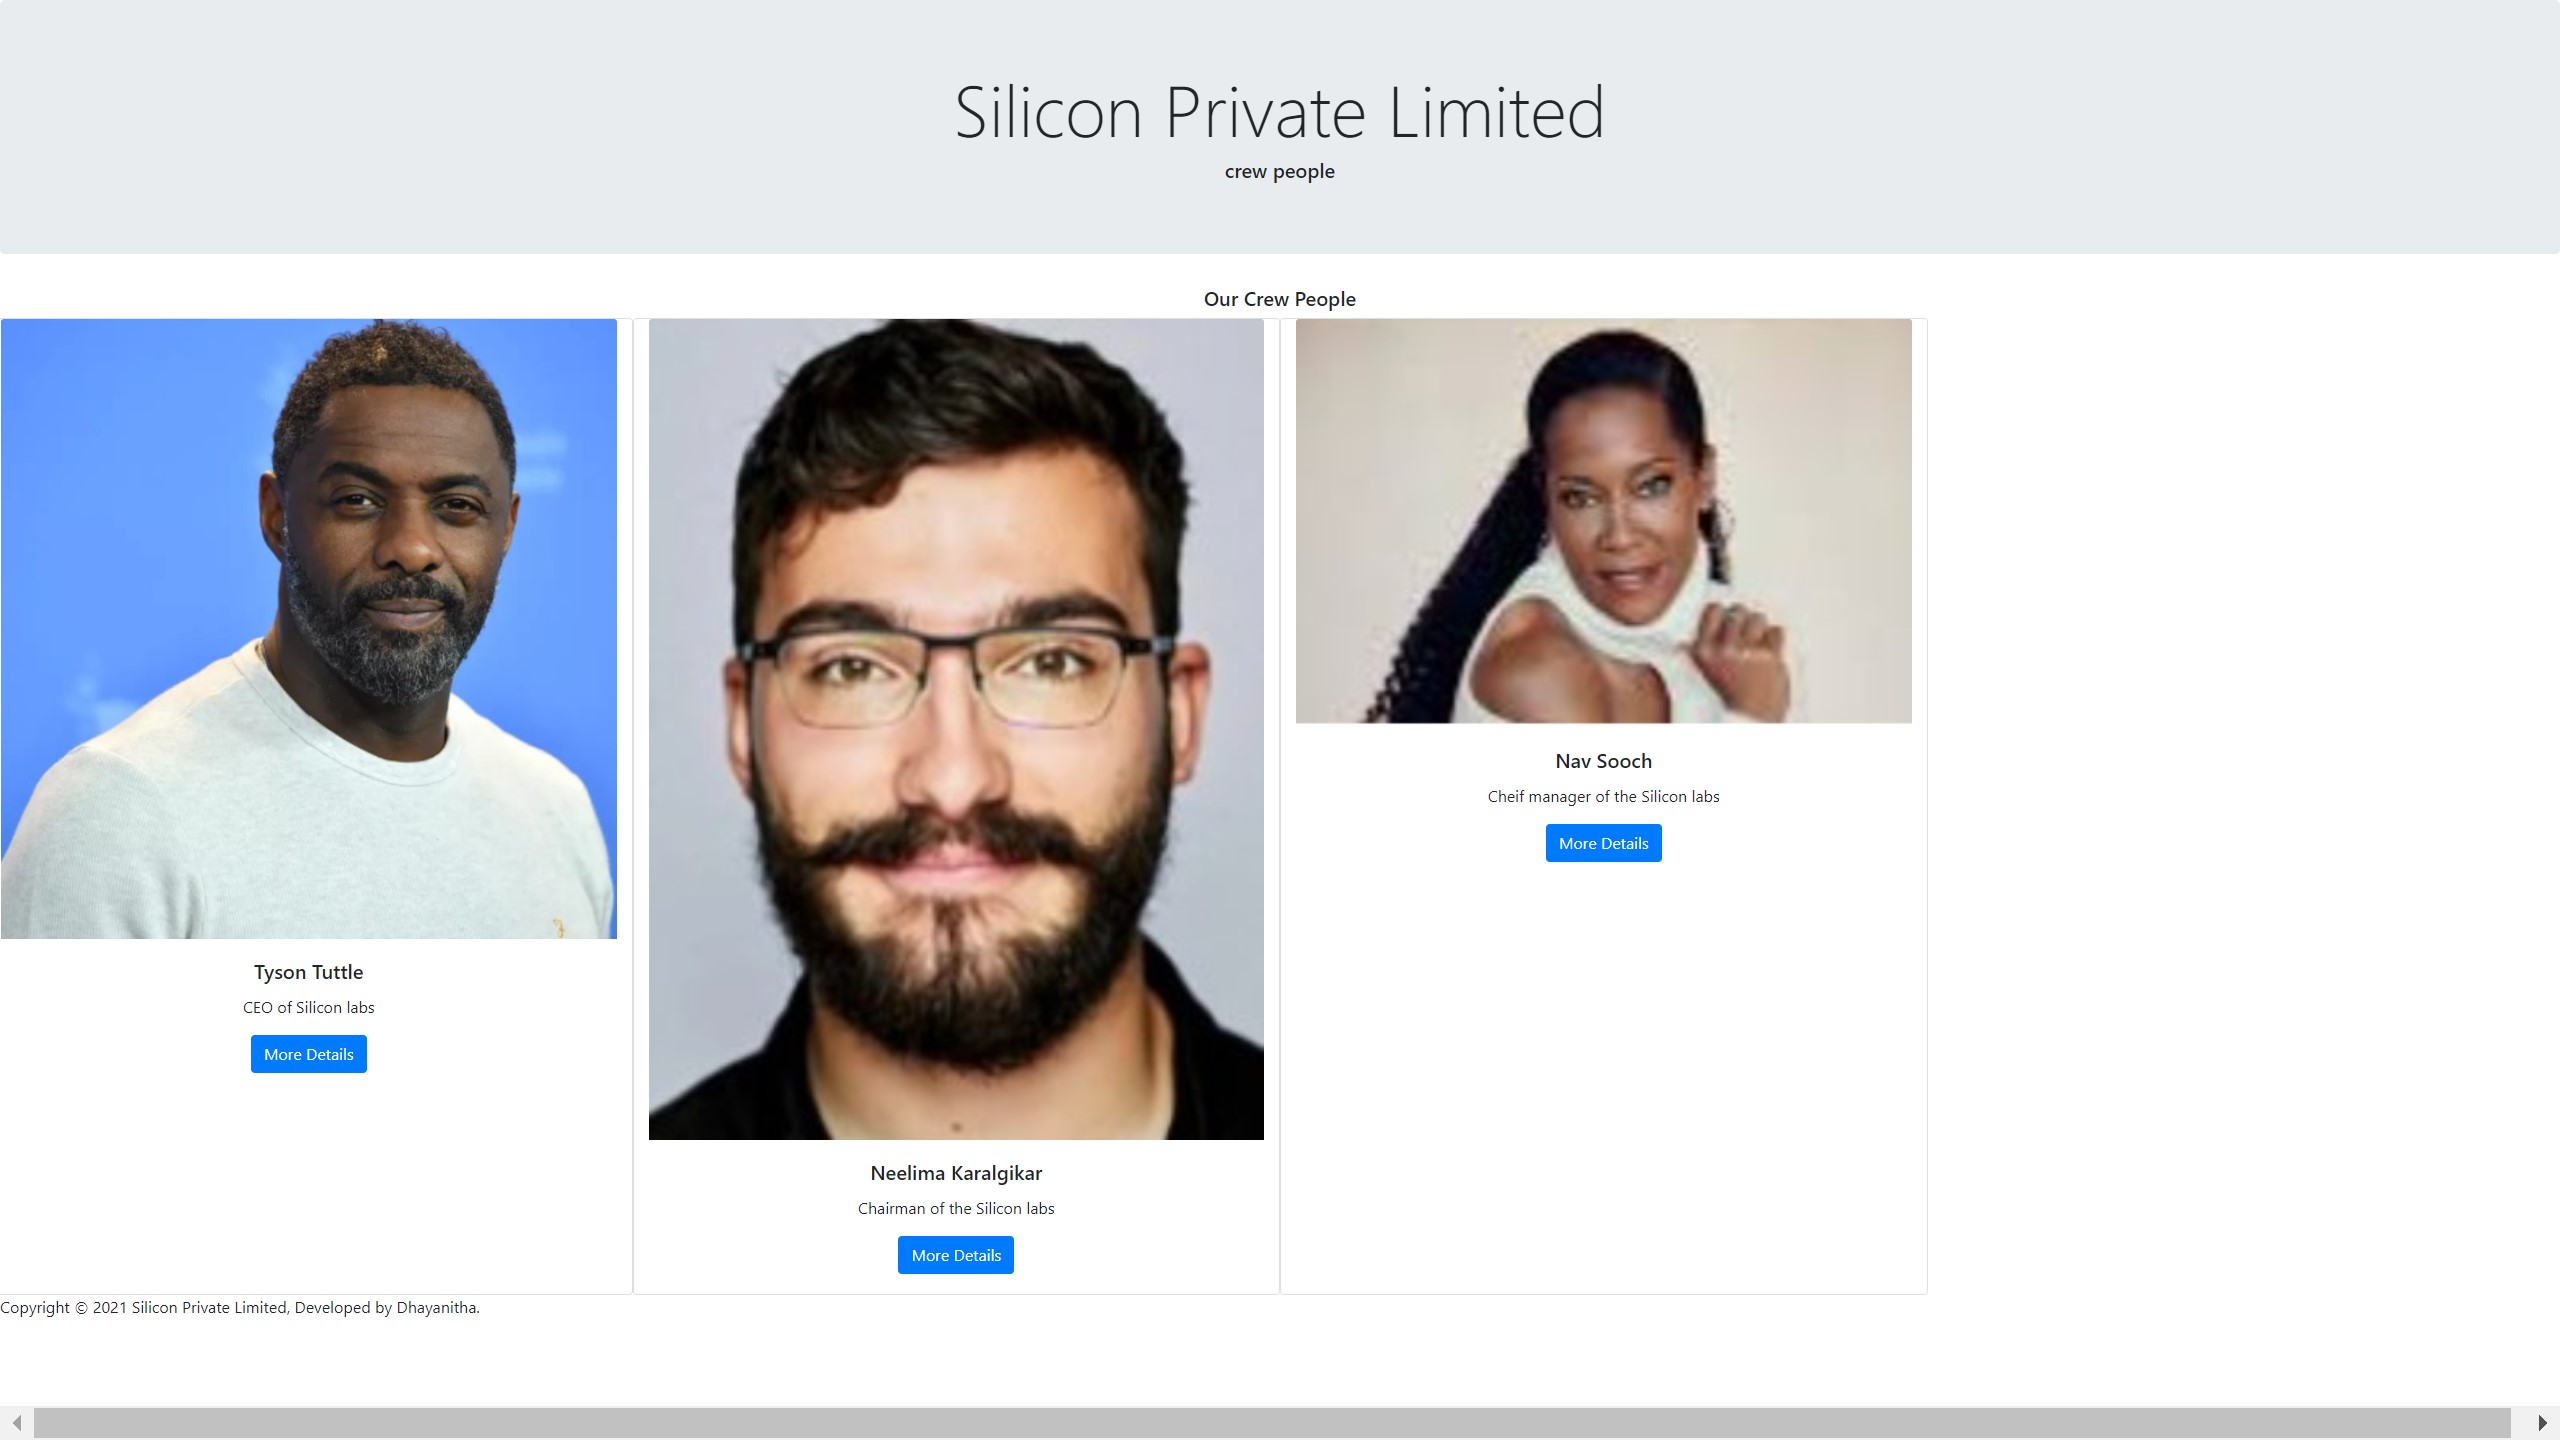 Silicon Private Limited
crew people
Our Crew People
Tyson Tuttle
CEO of Silicon labs
More Details
Neelima Karalgikar
Chairman of the Silicon labs
More Details
Nav Sooch
Cheif manager of the Silicon labs
More Details
Copyright © 2021 Silicon Private Limited, Developed by Dhayanitha.